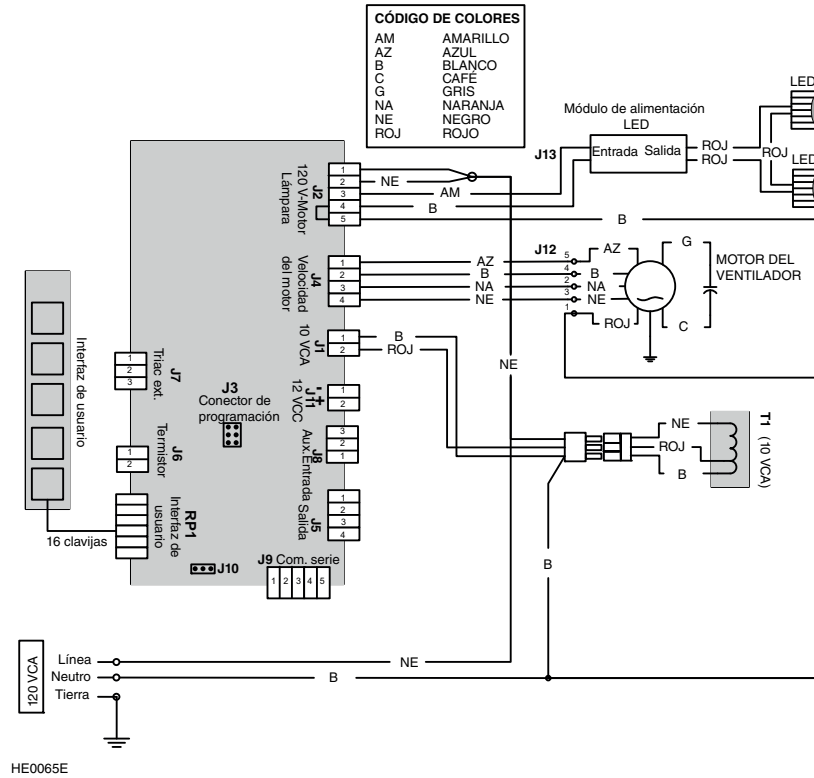 CÓDIGO DE COLORES
AM AMARILLO
AZ AZUL
B BLANCO
C CAFÉ
G GRIS
NA NARANJA
NE NEGRO
ROJ ROJO
LED
Módulo de alimentación
LED
J13
Entrada Salida
ROJ
ROJ
ROJ
LED
J2
120 V-Motor
Lámpara
1
2
3
4
5
NE
AM
B
B
J4
Velocidad
del motor
1
2
3
4
AZ
B
NA
NE
J12
5
4
2
3
1
AZ
B
NA
NE
ROJ
G
C
MOTOR DEL
VENTILADOR
J1
10 VCA
1
2
B
ROJ
NE
J11
- +
12 VCC
1
2
J3
Conector de
programación
J7
Triac ext.
1
2
3
J6
Termistor
1
2
J8
Aux.Entrada
3
2
1
J5
Salida
1
2
3
4
RP1
Interfaz de
usuario
Interfaz de usuario
16 clavijas
J10
J9 Com. serie
1 2 3 4 5
NE
ROJ
B
T1
(10 VCA)
B
120 VCA
Línea
Neutro
Tierra
NE
B
HE0065E